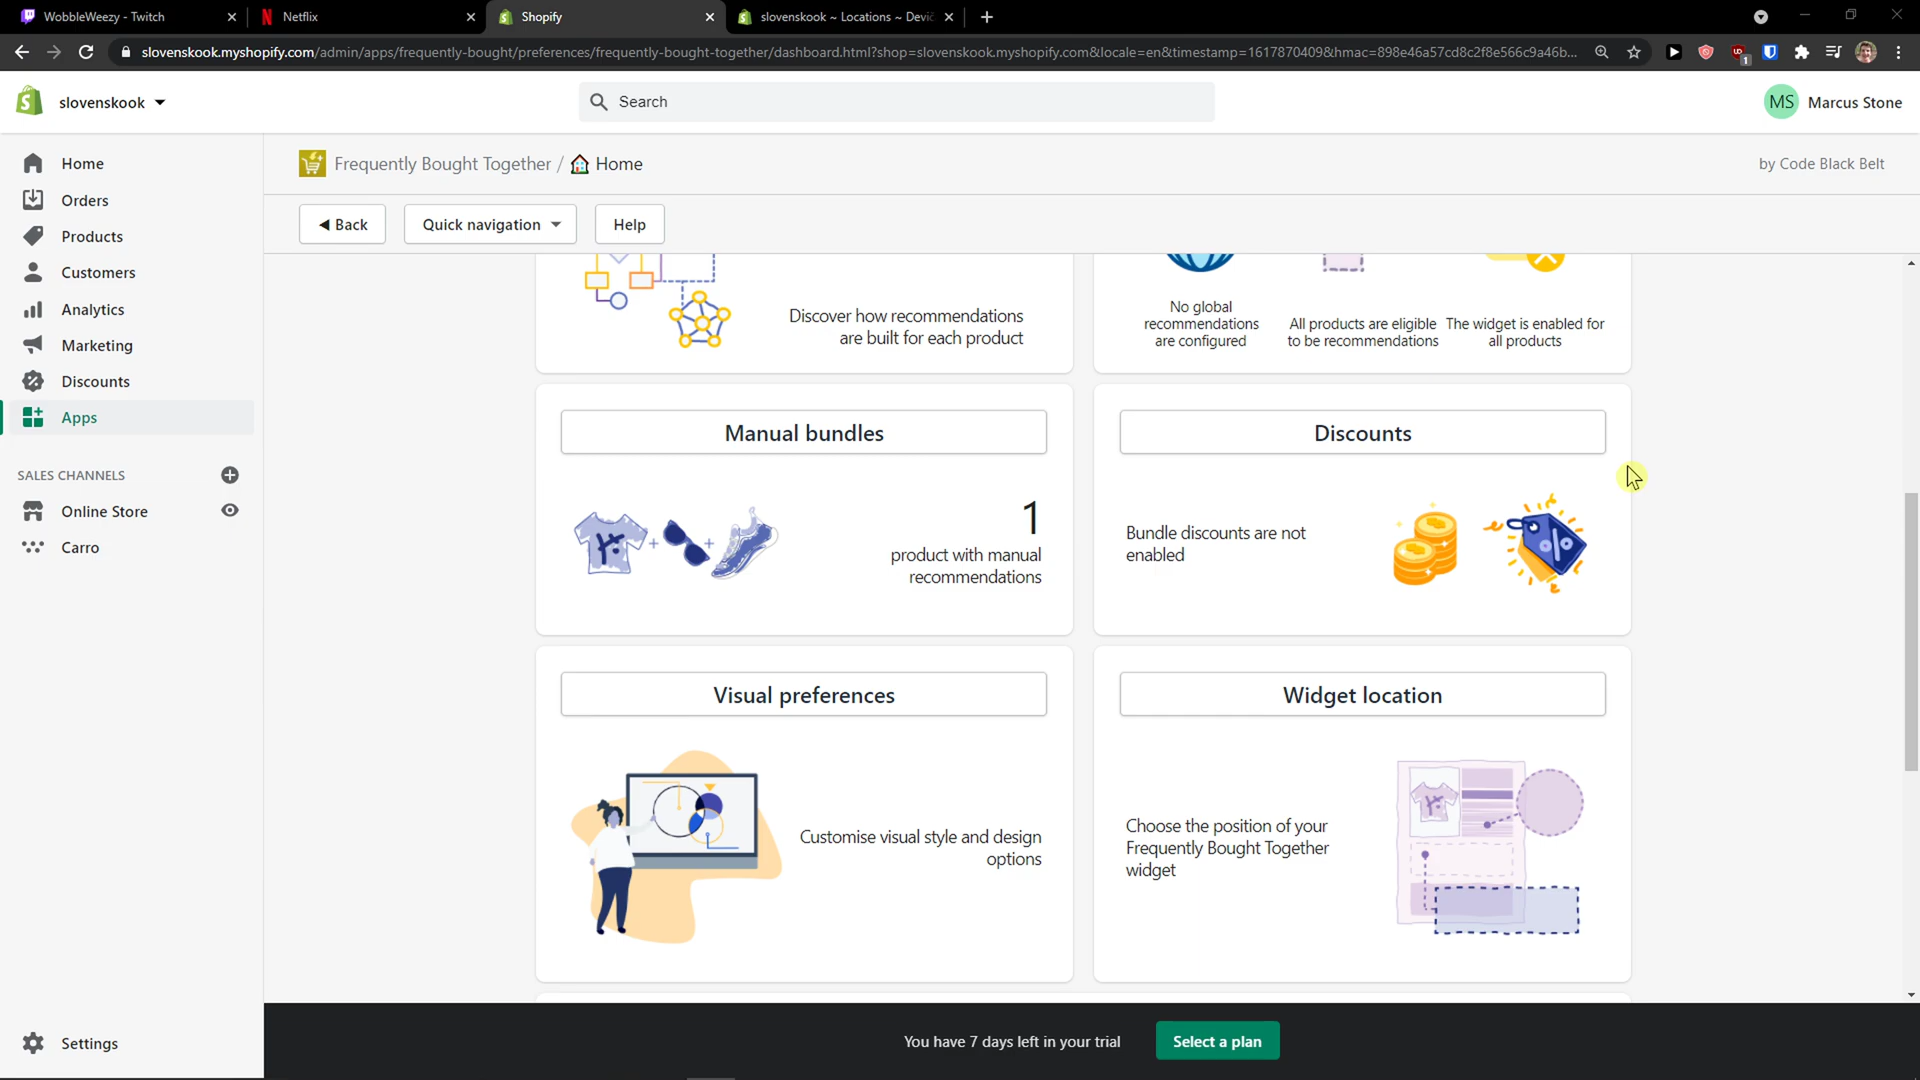 WobbleWeezy - Twitch
Netflix
Shopify
slovenskook ~ Locations ~ Devic
slovenskook.myshopify.com/admin/apps/frequently-bought/preferences/frequently-bought-together/dashboard.html?shop=slovenskook.myshopify.com&locale=en&timestamp=1617870409&hmac=898e46a57cd8c2f8e566c9a46b...
slovenskook
Search
MS Marcus Stone
Home
Orders
Products
Customers
Analytics
Marketing
Discounts
Apps
SALES CHANNELS
Online Store
Carro
Settings
Frequently Bought Together / Home
by Code Black Belt
Back
Quick navigation
Help
Discover how recommendations
are built for each product
No global
recommendations
are configured
All products are eligible
to be recommendations
The widget is enabled for
all products
Manual bundles
1
product with manual
recommendations
Discounts
Bundle discounts are not
enabled
Visual preferences
Customise visual style and design
options
Widget location
Choose the position of your
Frequently Bought Together
widget
You have 7 days left in your trial
Select a plan